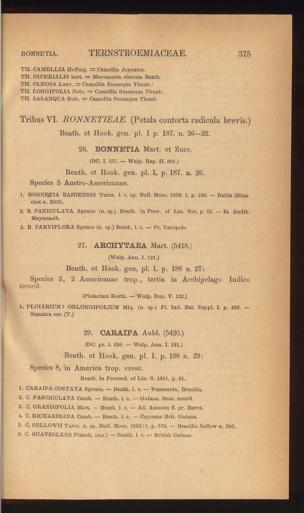 BONNETIA. TERNSTROEMIACEAE. 375
TH. CAMELLIA Hoffmg. = Camellia Japonica.
TH. IMPERIALIS hort. = Micromeria obovata Benth.
TH. OLEOSA Lour. = Camellia Sasanqua Thunb.
TH. LONGIFOLIA Nois. = Camellia Sasanqua Thunb.
TH. SASANQUA Nois. = Camellia Sasanqua Thunb.
Tribus VI. BONNETIEAE. (Petala contorta radicula brevis.)
Benth. et Hook. gen. pl. I p. 187. n. 26—32.
26. BONNETIA Mart. et Zucc.
(DC. I. 527. — Walp. Rep. II. 801.)
Benth. et Hook. gen. pl. I, p. 187. n. 26.
Species 5 Austro-Americanae.
1. BONNETIA BAHIENSIS Turcz. l. c. sp. Bull. Mosc. 1858. I. p. 246. — Bahia (Blanchet n. 3363).
2. B. PANICULATA Spruce (n. sp.) Benth. in Proc. of Lin. Soc. p. 63. — In Andib. Maynensib.
3. B. PARVIFLORA Spruce (n. sp.) Benth. l. c. — Pr. Tarapoto.
27. ARCHYTAEA Mart. (5418.)
(Walp. Ann. I. 121.)
Benth. et Hook. gen. pl. I. p. 188 n. 27:
Species 3, 2 Americanae trop., tertia in Archipelago Indico
crescit.
(Ploiarium Korth. — Walp. Rep. V. 132.)
1. PLOIARIUM? OBLONGIFOLIUM Miq. (n. sp.) Fl. Ind. Bat. Suppl. I. p. 482. —
Sumatra occ. (T.)
29. CARAIPA Aubl. (5420.)
(DC. pr. I. 626. — Walp. Ann. I. 121.)
Benth. et Hook. gen. pl. I. p. 188 n. 29:
Species 8, in America trop. cresc.
Benth. In Proceed. of Lin. S. 1861. p. 61.
1. CARAIPA COSTATA Spruce. — Benth. l. c. — Venezuela, Brasilia.
2. C. FASCICULATA Camb. — Benth. l. c. — Guiana. Bras. merid.
3. C. GRANDIFOLIA Mart. — Benth. l. c. — Ad. Amazon fl. pr. Barra.
4. C. RICHARDIANA Camb. — Benth. l. c. — Cayenne Brit. Guiana.
5. C. SELLOWII Turcz. n. sp. Bull. Mosc. 1863/I. p. 578. — Brasilia Sellow n. 395.
6. C. SUAVEOLENS Planch. (mt.) — Benth. l. c. — British Guiana.